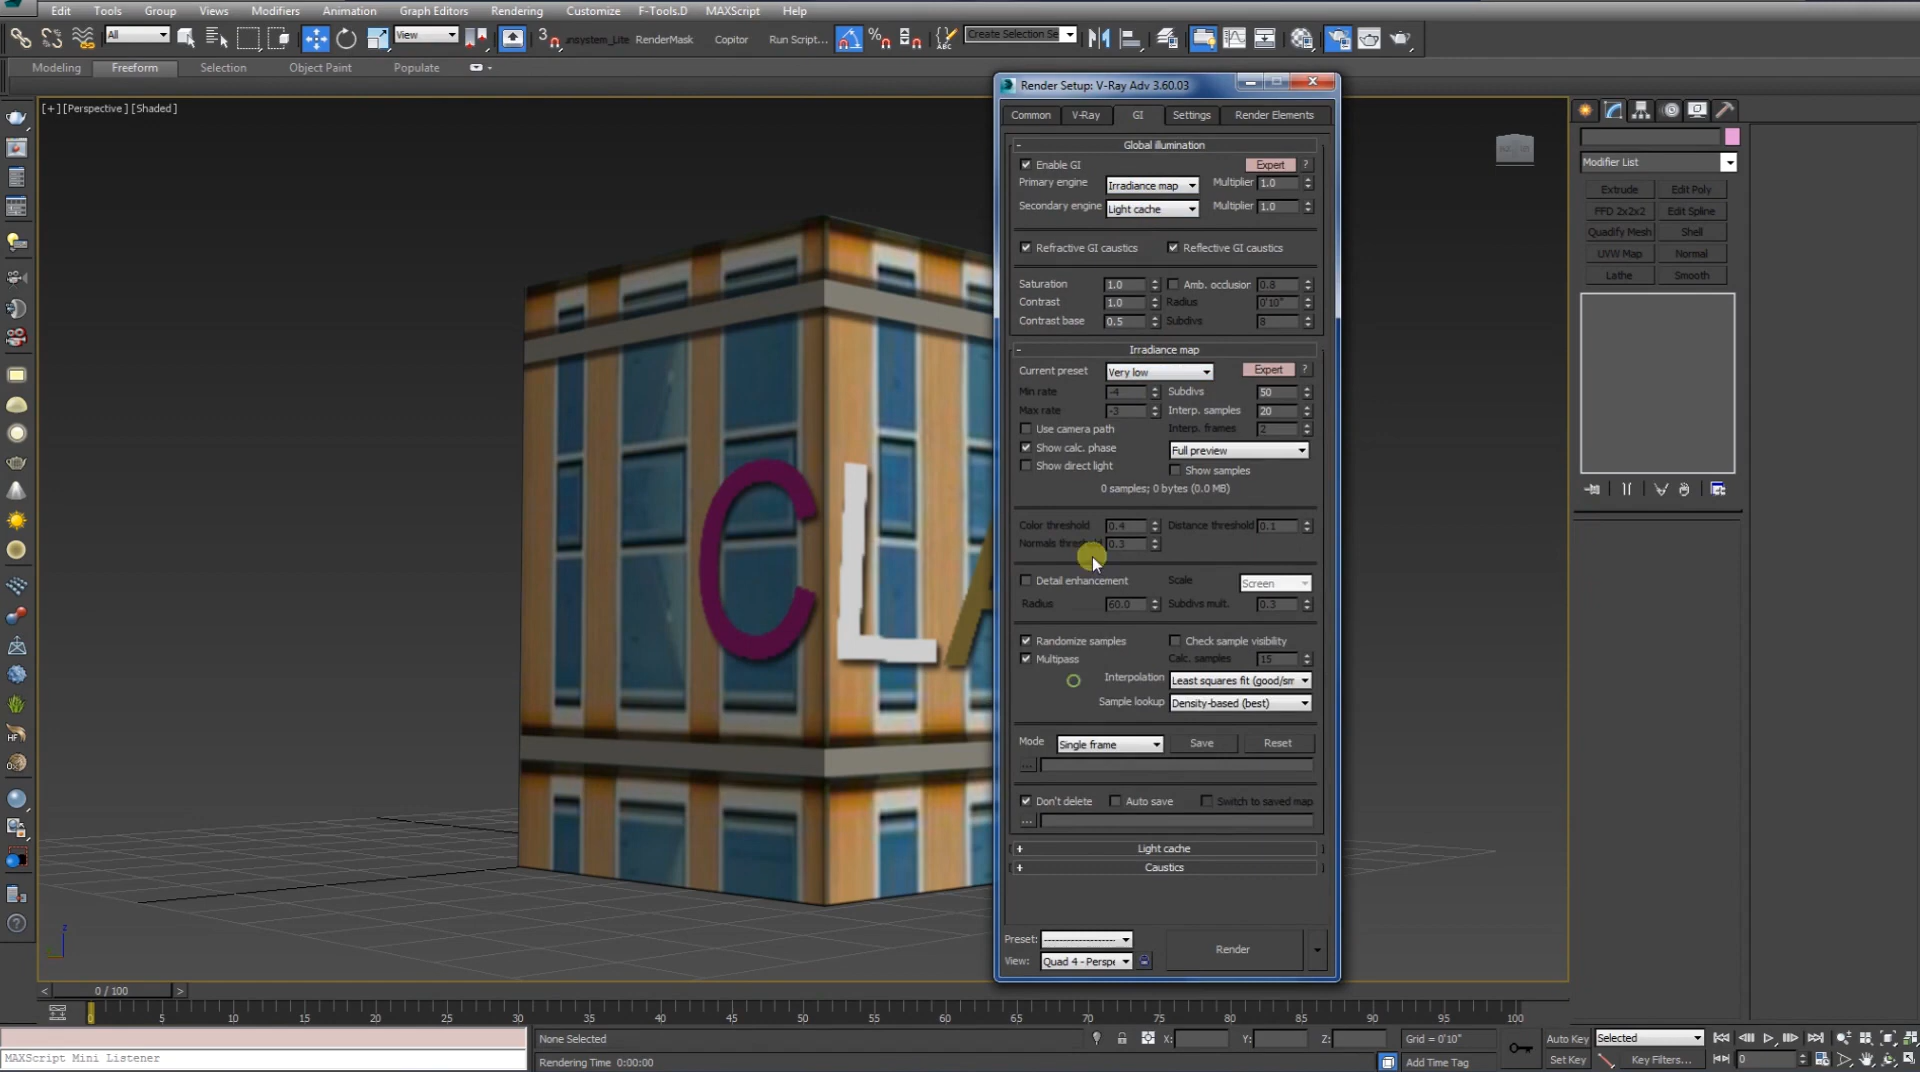 Edit Tools Group Views Modifiers Animation Graph Editors Rendering Customize F-Tools.D MAXScript Help
All View nsystem_Lite RenderMask Copitor Run Script... Create Selection Se
Modeling Freeform Selection Object Paint Populate
[+] [Perspective] [Shaded]
CLA
Render Setup: V-Ray Adv 3.60.03
Common V-Ray GI Settings Render Elements
- Global illumination
Enable GI Expert ?
Primary engine Irradiance map Multiplier 1.0
Secondary engine Light cache Multiplier 1.0
Refractive GI caustics Reflective GI caustics
Saturation 1.0 Amb. occlusior 0.8
Contrast 1.0 Radius 0'10"
Contrast base 0.5 Subdivs 8
- Irradiance map
Current preset Very low Expert ?
Min rate -4 Subdivs 50
Max rate -3 Interp. samples 20
Use camera path Interp. frames 2
Show calc. phase Full preview
Show direct light Show samples
0 samples; 0 bytes (0.0 MB)
Color threshold 0.4 Distance threshold 0.1
Normals threshold 0.3
Detail enhancement Scale Screen
Radius 60.0 Subdivs mult. 0.3
Randomize samples Check sample visibility
Multipass Calc. samples 15
Interpolation Least squares fit (good/sm
Sample lookup Density-based (best)
Mode Single frame Save Reset
...
Don't delete Auto save Switch to saved map
...
+ Light cache
+ Caustics
Preset: Render
View: Quad 4 - Perspe
Modifier List
Extrude Edit Poly
FFD 2x2x2 Edit Spline
Quadify Mesh Shell
UVW Map Normal
Lathe Smooth
z
< 0 / 100 >
0 5 10 15 20 25 30 35 40 45 50 55 60 65 70 75 80 85 90 95 100
None Selected X: Y: Z: Grid = 0'10" Auto Key Selected
MAXScript Mini Listener Rendering Time 0:00:00 Add Time Tag Set Key Key Filters... 0